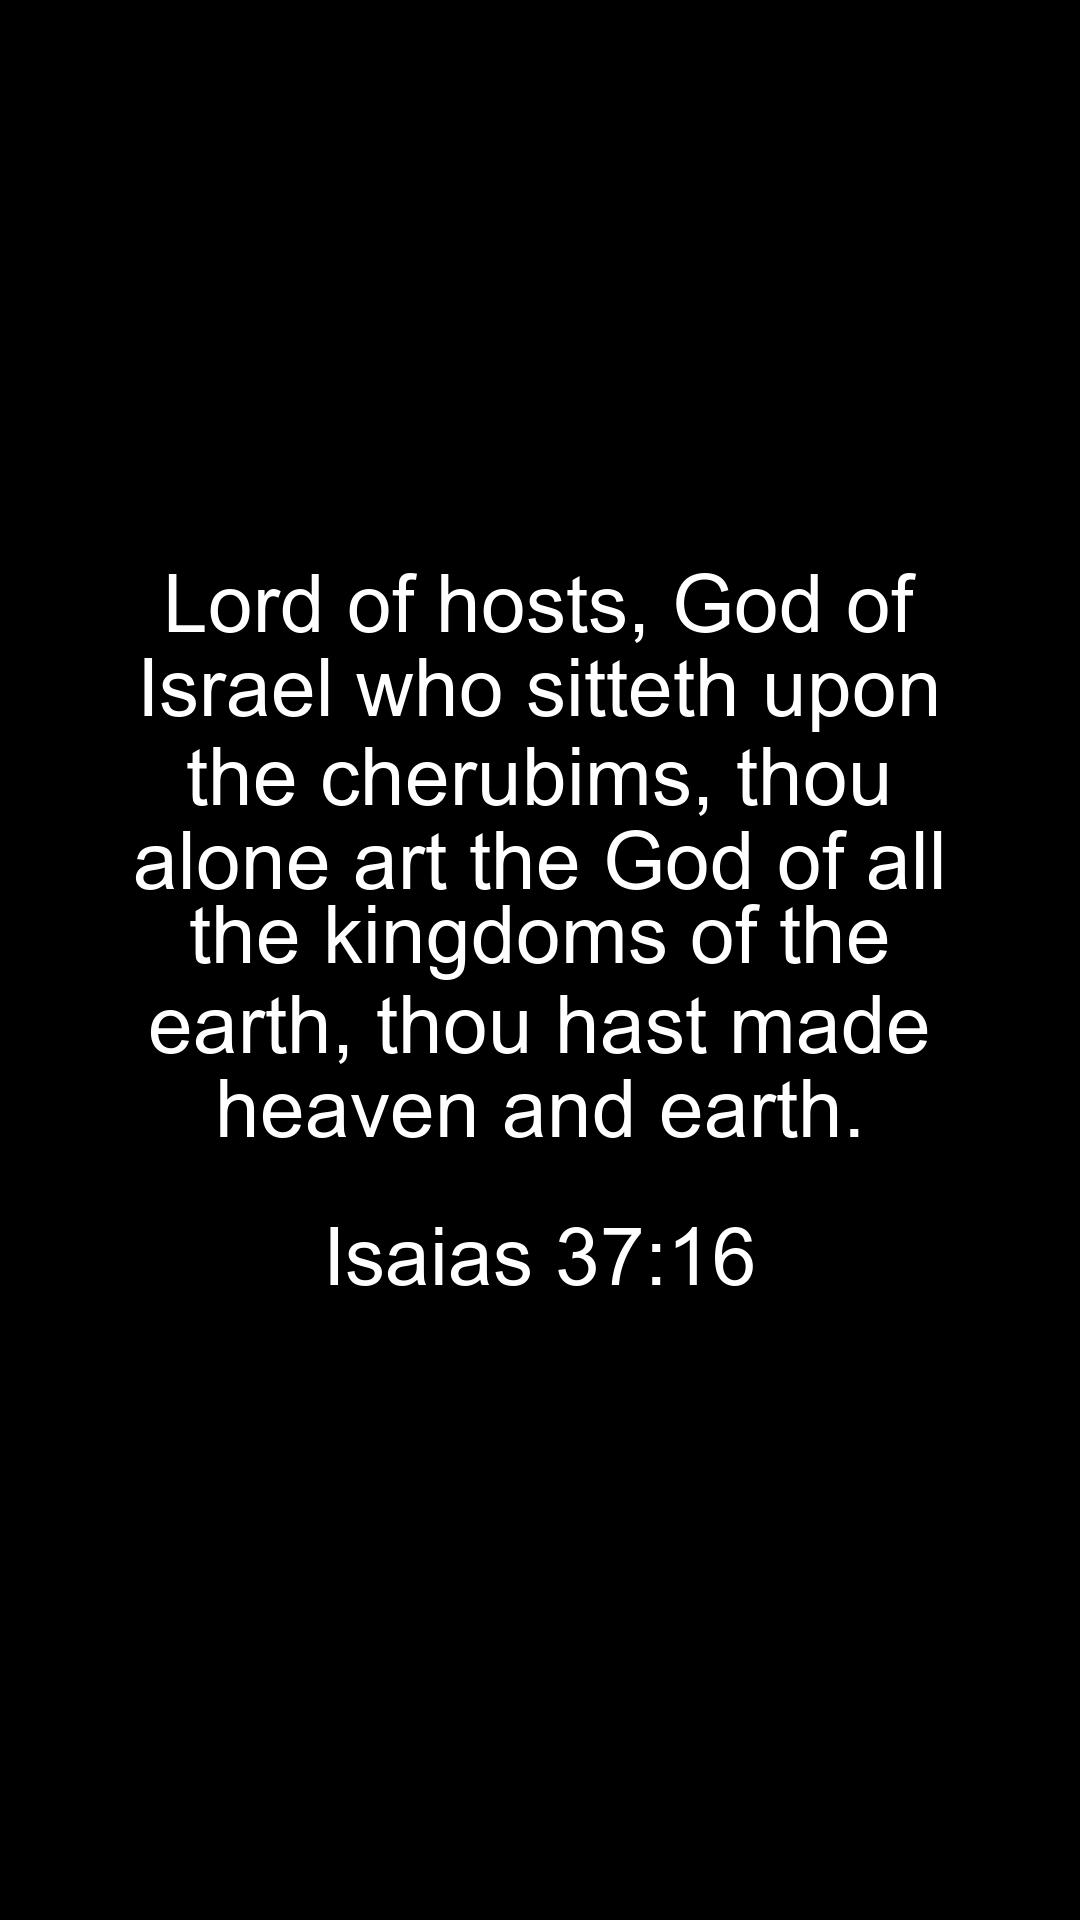 Lord of hosts, God of
Israel who sitteth upon
the cherubims, thou
alone art the God of all
the kingdoms of the
earth, thou hast made
heaven and earth.
Isaias 37:16